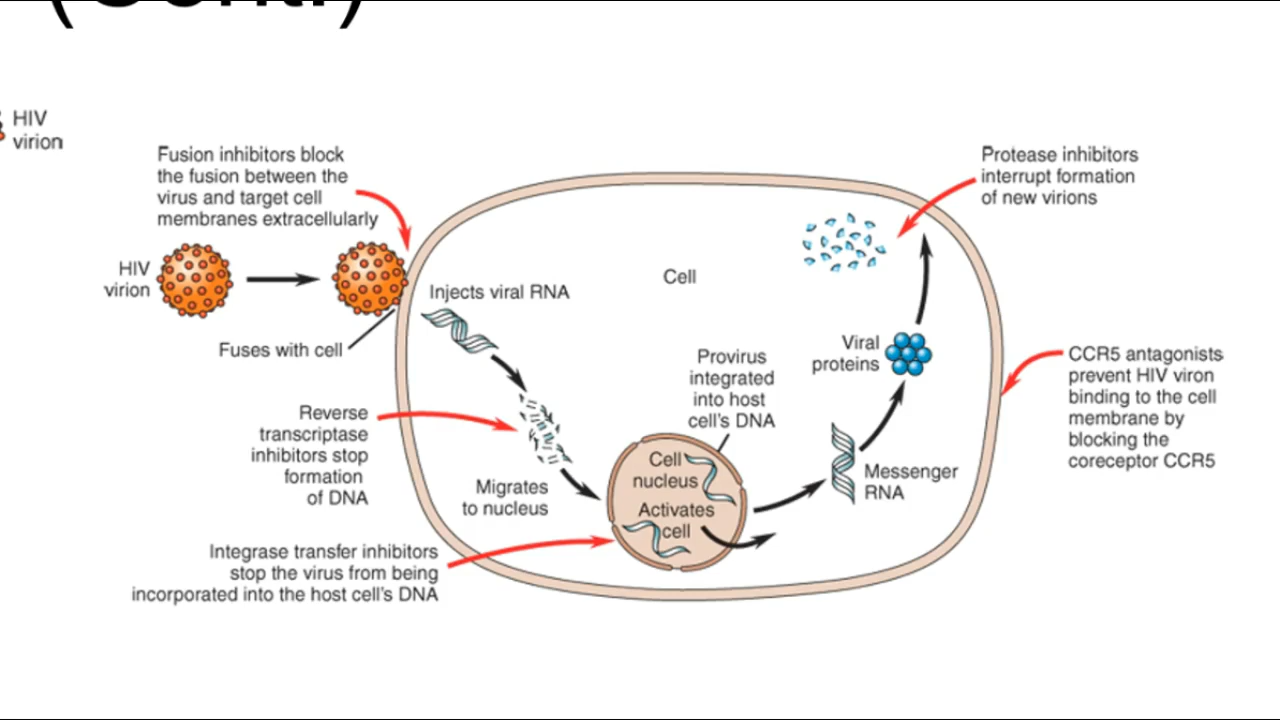 (Cont.)
HIV
virion
Fusion inhibitors block
the fusion between the
virus and target cell
membranes extracellularly
HIV
virion
Fuses with cell
Injects viral RNA
Cell
Reverse
transcriptase
inhibitors stop
formation
of DNA
Migrates
to nucleus
Integrase transfer inhibitors
stop the virus from being
incorporated into the host cell's DNA
Provirus
integrated
into host
cell's DNA
Cell
nucleus
Activates
cell
Messenger
RNA
Viral
proteins
Protease inhibitors
interrupt formation
of new virions
CCR5 antagonists
prevent HIV viron
binding to the cell
membrane by
blocking the
coreceptor CCR5